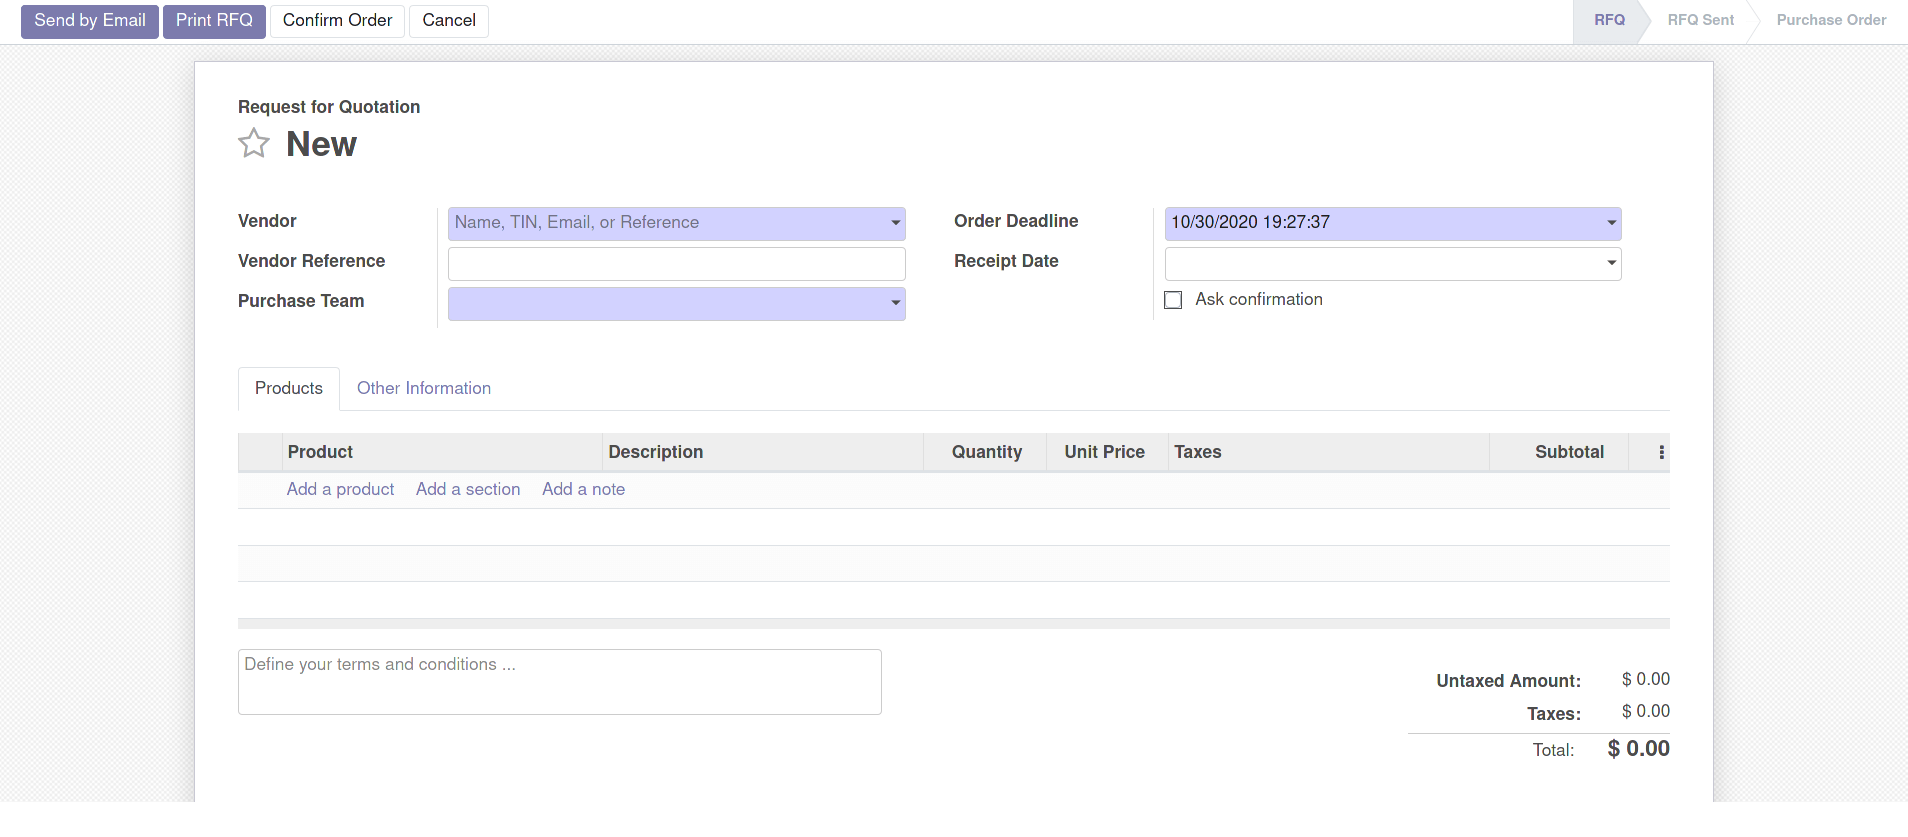 Send by Email Print RFQ Confirm Order Cancel RFQ RFQ Sent Purchase Order
Request for Quotation
New
Vendor Name, TIN, Email, or Reference Order Deadline 10/30/2020 19:27:37
Vendor Reference Receipt Date
Purchase Team Ask confirmation
Products Other Information
Product Description Quantity Unit Price Taxes Subtotal
Add a product Add a section Add a note
Define your terms and conditions ...
Untaxed Amount: $ 0.00
Taxes: $ 0.00
Total: $ 0.00